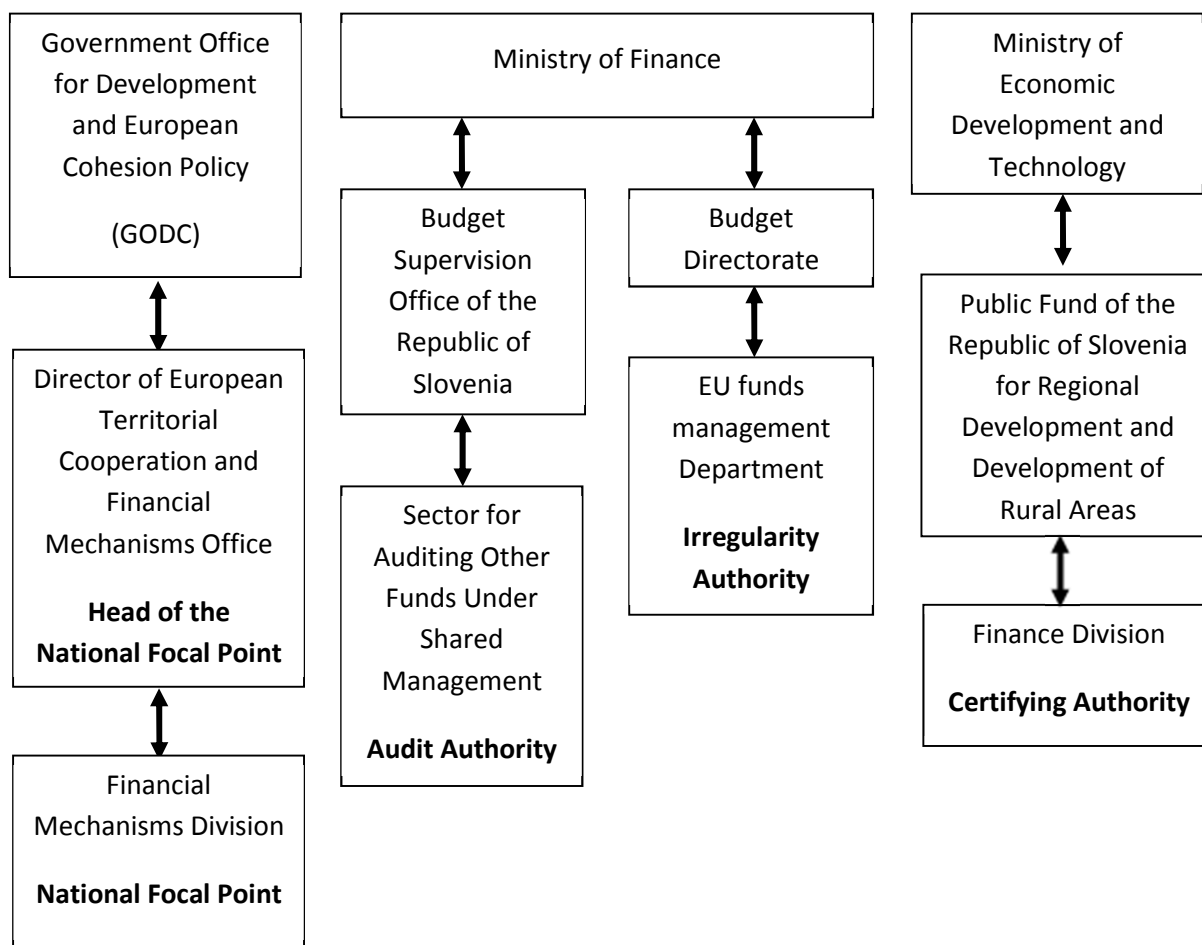 Government Office
for Development
and European
Cohesion Policy
(GODC)
Director of European
Territorial
Cooperation and
Financial
Mechanisms Office
Head of the
National Focal Point
Financial
Mechanisms Division
National Focal Point
Ministry of Finance
Budget
Supervision
Office of the
Republic of
Slovenia
Sector for
Auditing Other
Funds Under
Shared
Management
Audit Authority
Budget
Directorate
EU funds
management
Department
Irregularity
Authority
Ministry of
Economic
Development and
Technology
Public Fund of the
Republic of Slovenia
for Regional
Development and
Development of
Rural Areas
Finance Division
Certifying Authority